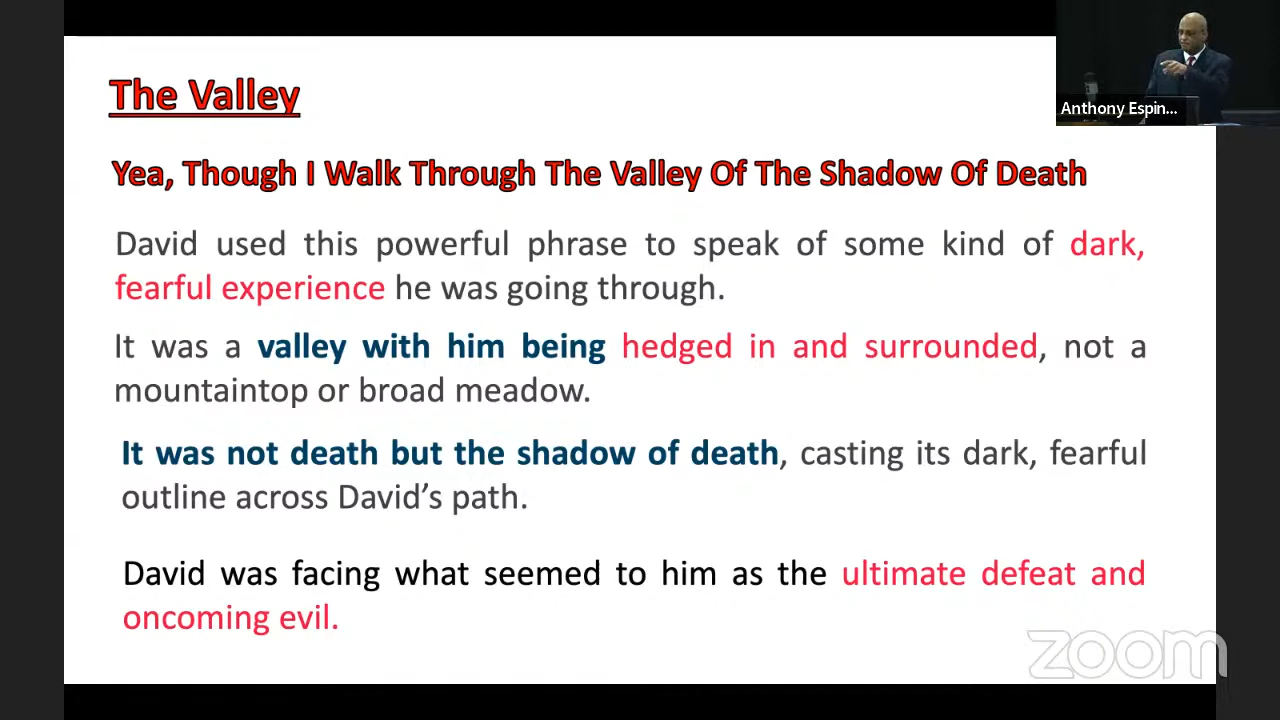 The Valley
Anthony Espin...
Yea, Though I Walk Through The Valley Of The Shadow Of Death
David used this powerful phrase to speak of some kind of dark,
fearful experience he was going through.
It was a valley with him being hedged in and surrounded, not a
mountaintop or broad meadow.
It was not death but the shadow of death, casting its dark, fearful
outline across David’s path.
David was facing what seemed to him as the ultimate defeat and
oncoming evil.
zoom